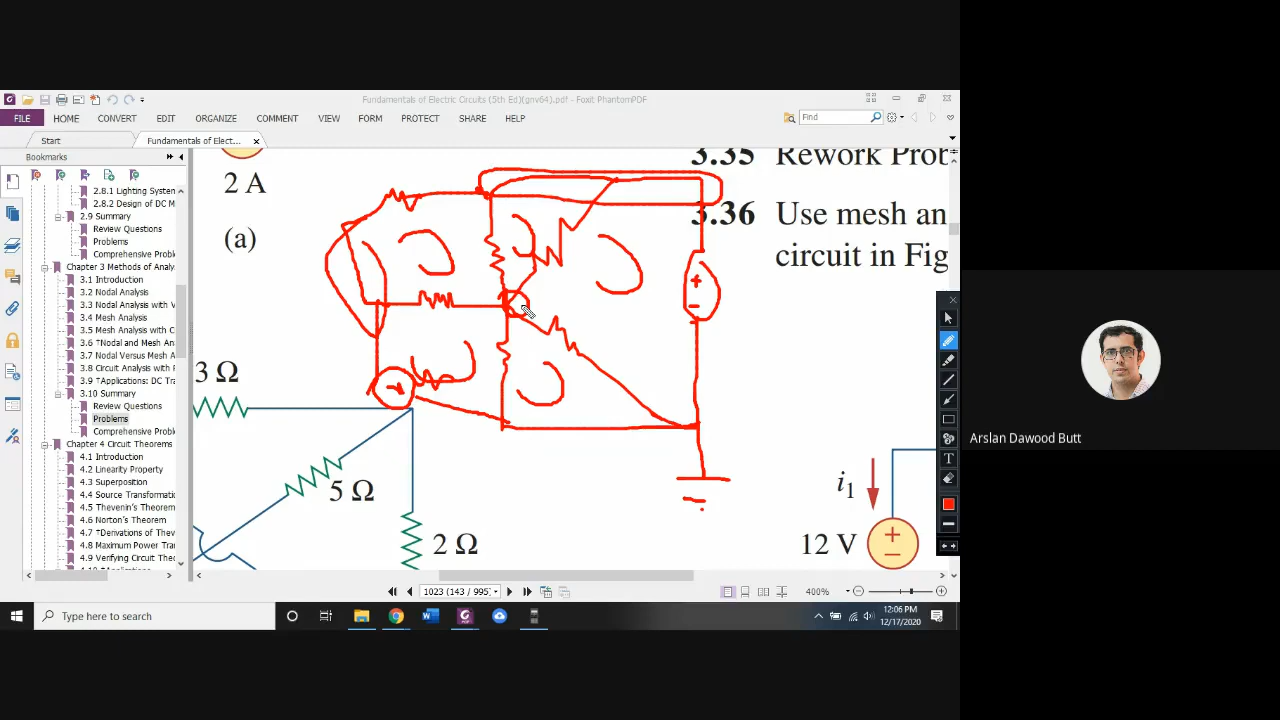 Fundamentals of Electric Circuits (5th Ed)(gnv64).pdf - Foxit PhantomPDF
FILE HOME CONVERT EDIT ORGANIZE COMMENT VIEW FORM PROTECT SHARE HELP
Find
Start
Fundamentals of Elect...
Bookmarks
2.8.1 Lighting System
2.8.2 Design of DC M
2.9 Summary
Review Questions
Problems
Comprehensive Probl
Chapter 3 Methods of Analy
3.1 Introduction
3.2 Nodal Analysis
3.3 Nodal Analysis with V
3.4 Mesh Analysis
3.5 Mesh Analysis with C
3.6 †Nodal and Mesh An
3.7 Nodal Versus Mesh A
3.8 Circuit Analysis with P
3.9 †Applications: DC Tra
3.10 Summary
Review Questions
Problems
Comprehensive Probl
Chapter 4 Circuit Theorems
4.1 Introduction
4.2 Linearity Property
4.3 Superposition
4.4 Source Transformatio
4.5 Thevenin's Theorem
4.6 Norton's Theorem
4.7 †Derivations of Thev
4.8 Maximum Power Tra
4.9 Verifying Circuit The
2 A
(a)
3.35 Rework Prob
3.36 Use mesh an
circuit in Fig
+
−
3 Ω
5 Ω
2 Ω
i1
12 V
+
−
T
1023 (143 / 995)
400%
Type here to search
12:06 PM
12/17/2020
Arslan Dawood Butt